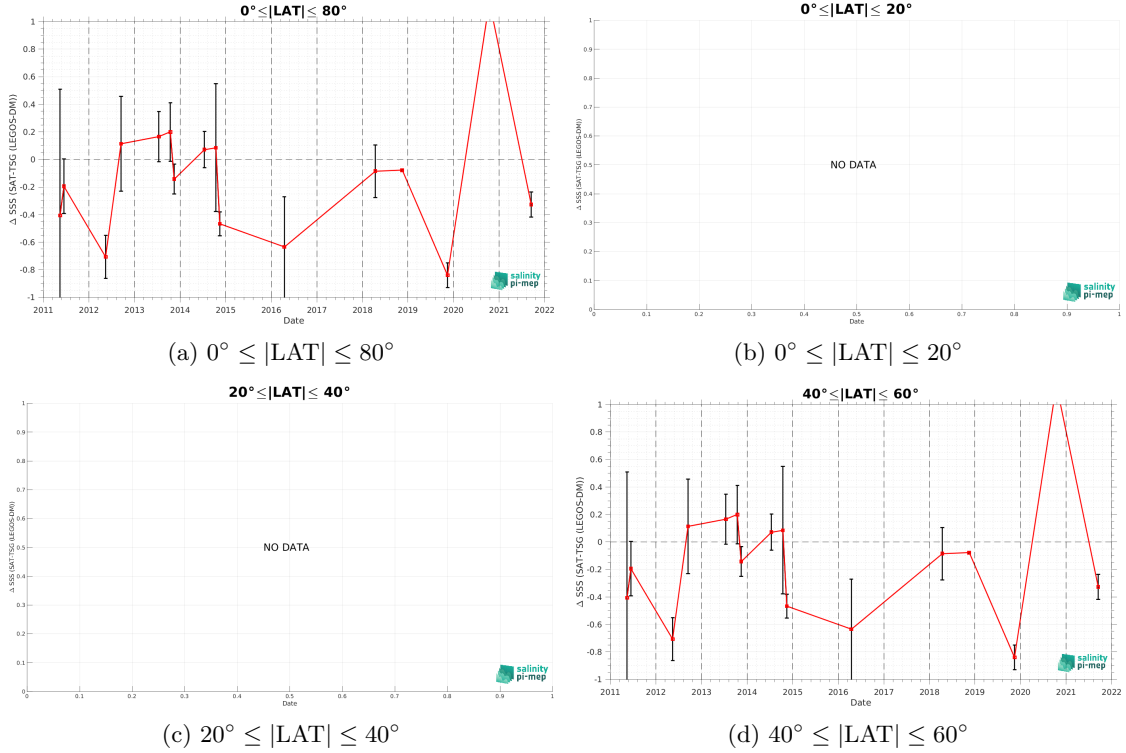 0°≤|LAT|≤ 80°
1
0.8
0.6
0.4
0.2
0
-0.2
-0.4
-0.6
-0.8
-1
Δ SSS (SAT-TSG (LEGOS-DM))
2011 2012 2013 2014 2015 2016 2017 2018 2019 2020 2021 2022
Date
salinity
pi-mep
(a) 0° ≤ |LAT| ≤ 80°
0°≤|LAT|≤ 20°
1
0.9
0.8
0.7
0.6
0.5
0.4
0.3
0.2
0.1
0
Δ SSS (SAT-TSG (LEGOS-DM))
NO DATA
0 0.1 0.2 0.3 0.4 0.5 0.6 0.7 0.8 0.9 1
Date
salinity
pi-mep
(b) 0° ≤ |LAT| ≤ 20°
20°≤|LAT|≤ 40°
1
0.9
0.8
0.7
0.6
0.5
0.4
0.3
0.2
0.1
0
Δ SSS (SAT-TSG (LEGOS-DM))
NO DATA
0 0.1 0.2 0.3 0.4 0.5 0.6 0.7 0.8 0.9 1
Date
salinity
pi-mep
(c) 20° ≤ |LAT| ≤ 40°
40°≤|LAT|≤ 60°
1
0.8
0.6
0.4
0.2
0
-0.2
-0.4
-0.6
-0.8
-1
Δ SSS (SAT-TSG (LEGOS-DM))
2011 2012 2013 2014 2015 2016 2017 2018 2019 2020 2021 2022
Date
salinity
pi-mep
(d) 40° ≤ |LAT| ≤ 60°